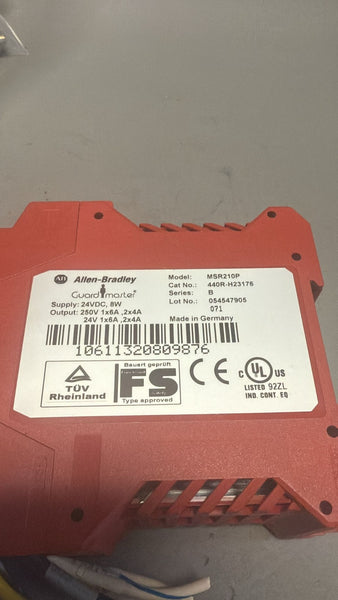 AB Allen-Bradley
Guardmaster
Supply: 24VDC, 8W
Output: 250V 1x6A ,2x4A
24V 1x6A ,2x4A
Model: MSR210P
Cat No.: 440R-H23176
Series: B
Lot No.: 054547905
071
Made in Germany
10611320809876
TÜV
Rheinland
Bauart geprüft
FS
Type approved
CE
C UL US
LISTED 92ZL
IND. CONT. EQ